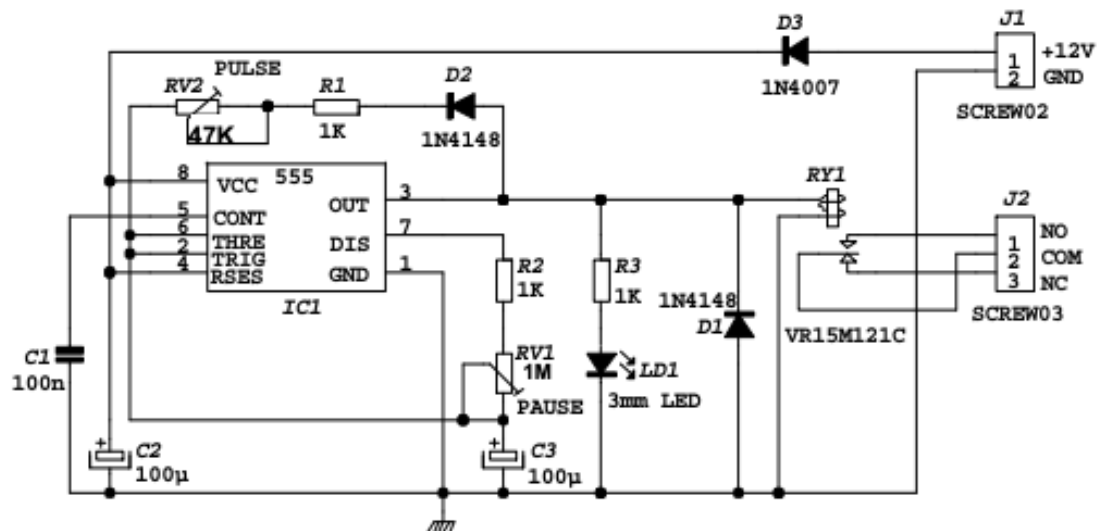 D3
1N4007
J1
1
2
+12V
GND
SCREW02
PULSE
RV2
47K
R1
1K
D2
1N4148
8
5
6
2
4
VCC
CONT
THRE
TRIG
RSES
555
OUT
DIS
GND
3
7
1
IC1
R2
1K
RV1
1M
PAUSE
R3
1K
LD1
3mm LED
1N4148
D1
RY1
VR15M121C
J2
1
2
3
NO
COM
NC
SCREW03
C1
100n
+
C2
100µ
+
C3
100µ